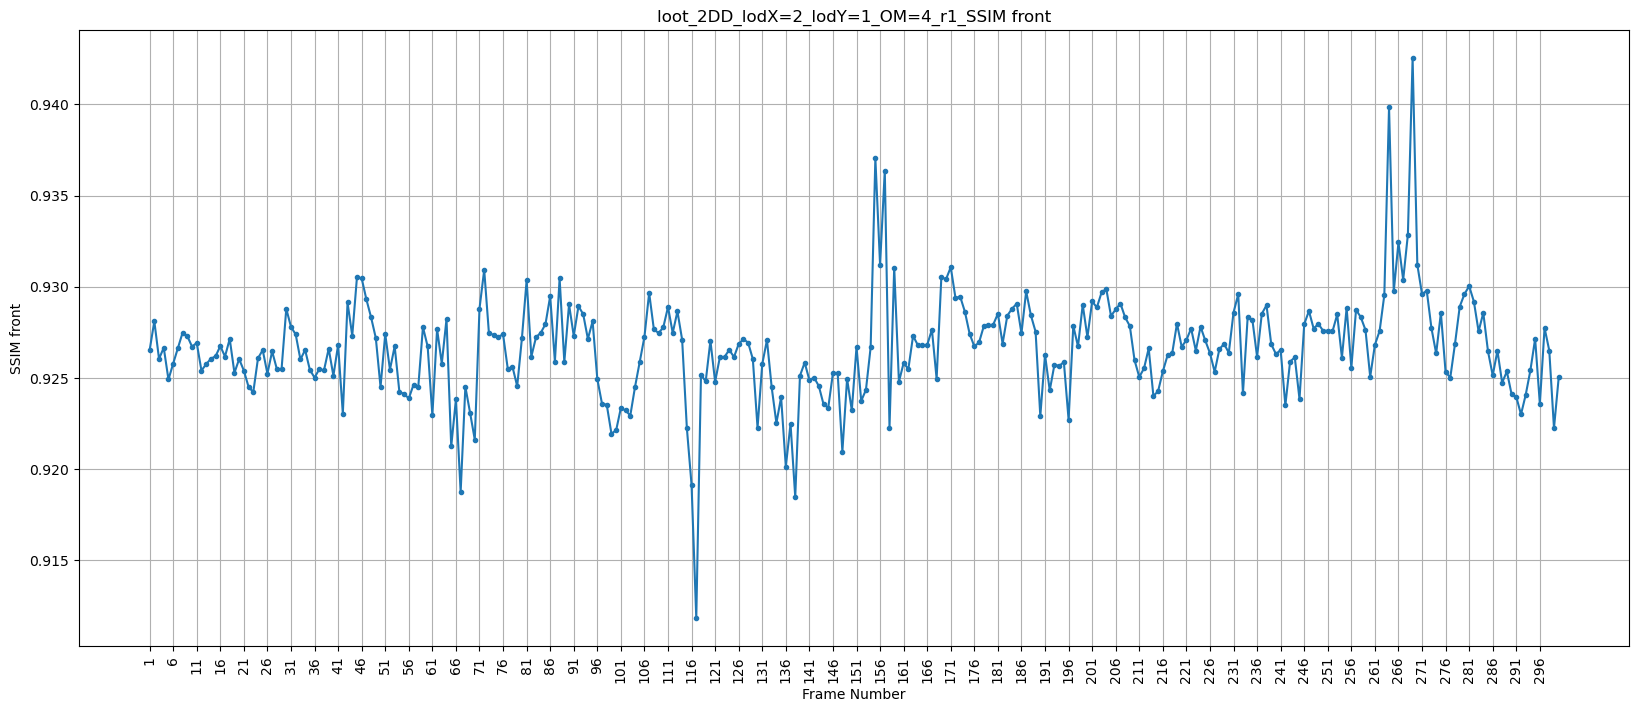 loot_2DD_lodX=2_lodY=1_OM=4_r1_SSIM front
SSIM front
0.940
0.935
0.930
0.925
0.920
0.915
1 6 11 16 21 26 31 36 41 46 51 56 61 66 71 76 81 86 91 96 101 106 111 116 121 126 131 136 141 146 151 156 161 166 171 176 181 186 191 196 201 206 211 216 221 226 231 236 241 246 251 256 261 266 271 276 281 286 291 296
Frame Number